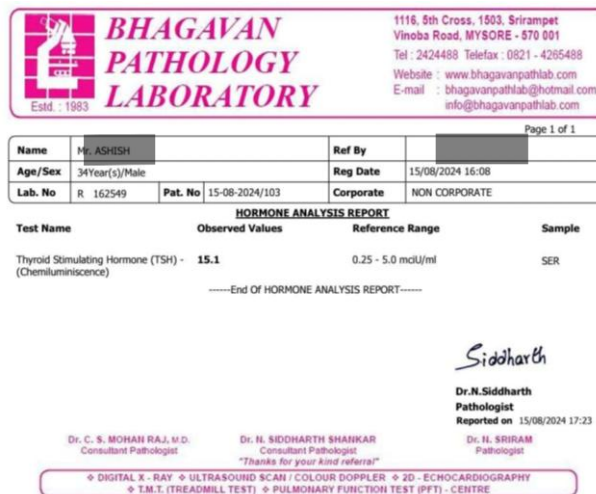 BHAGAVAN
PATHOLOGY
LABORATORY
Estd. : 1983
1116, 5th Cross, 1503, Srirampet
Vinoba Road, MYSORE - 570 001
Tel : 2424488 Telefax : 0821 - 4265488
Website : www.bhagavanpathlab.com
E-mail : bhagavanpathlab@hotmail.com
info@bhagavanpathlab.com
Page 1 of 1
Name Mr. ASHISH Ref By
Age/Sex 34Year(s)/Male Reg Date 15/08/2024 16:08
Lab. No R 162549 Pat. No 15-08-2024/103 Corporate NON CORPORATE
HORMONE ANALYSIS REPORT
Test Name Observed Values Reference Range Sample
Thyroid Stimulating Hormone (TSH) - 15.1 0.25 - 5.0 mciU/ml SER
(Chemiluminiscence)
------End Of HORMONE ANALYSIS REPORT------
Siddharth
Dr.N.Siddharth
Pathologist
Reported on 15/08/2024 17:23
Dr. C. S. MOHAN RAJ, M.D. Dr. N. SIDDHARTH SHANKAR Dr. N. SRIRAM
Consultant Pathologist Consultant Pathologist Pathologist
"Thanks for your kind referral"
❖ DIGITAL X - RAY ❖ ULTRASOUND SCAN / COLOUR DOPPLER ❖ 2D - ECHOCARDIOGRAPHY
❖ T.M.T. (TREADMILL TEST) ❖ PULMONARY FUNCTION TEST (PFT) - CENTRE